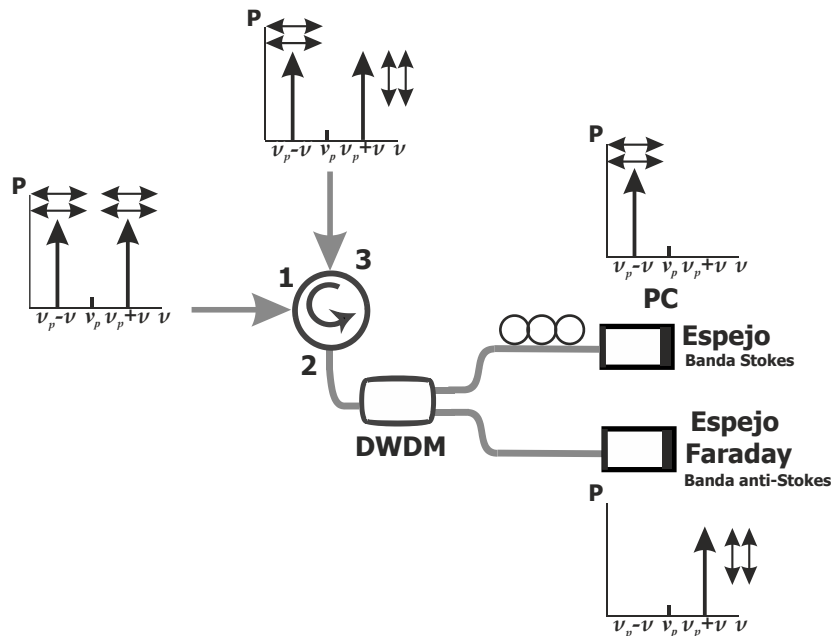 P
ν_p-ν ν_p ν_p+ν ν
P
ν_p-ν ν_p ν_p+ν ν
P
ν_p-ν ν_p ν_p+ν ν
1
3
2
PC
Espejo
Banda Stokes
DWDM
Espejo
Faraday
Banda anti-Stokes
P
ν_p-ν ν_p ν_p+ν ν